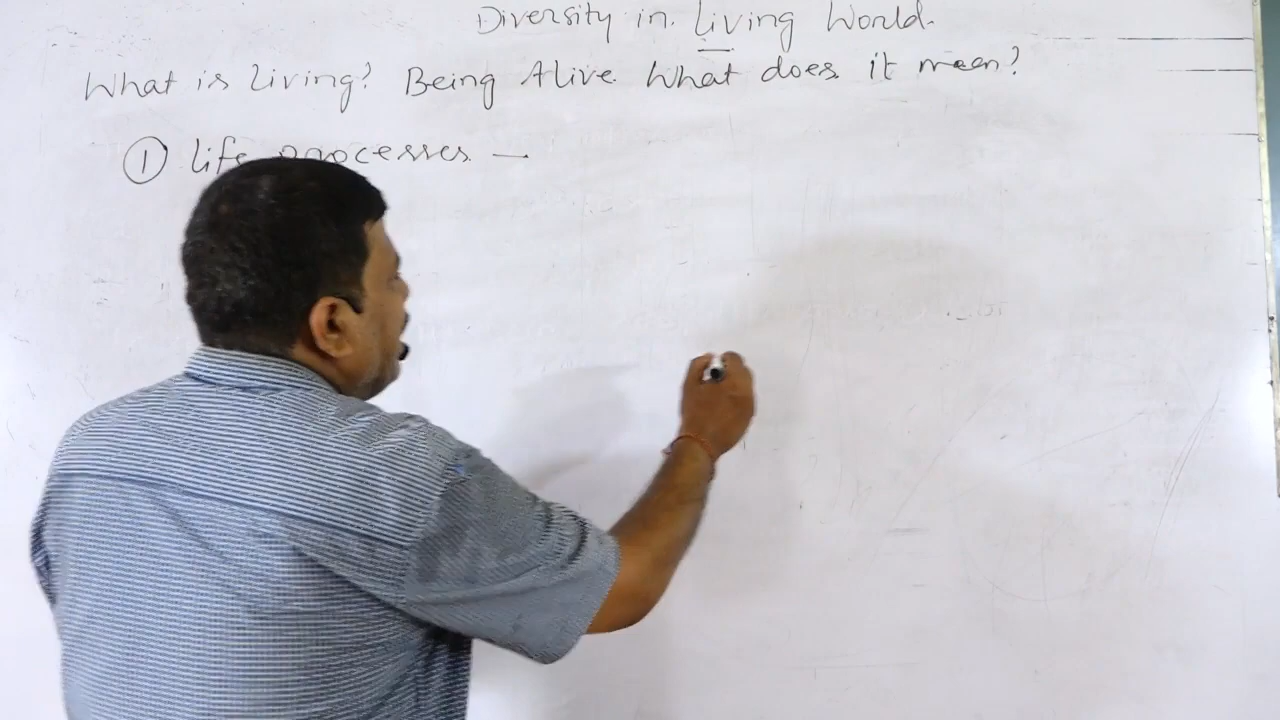 Diversity in Living World.
What is Living? Being Alive What does it mean?
① life processes —